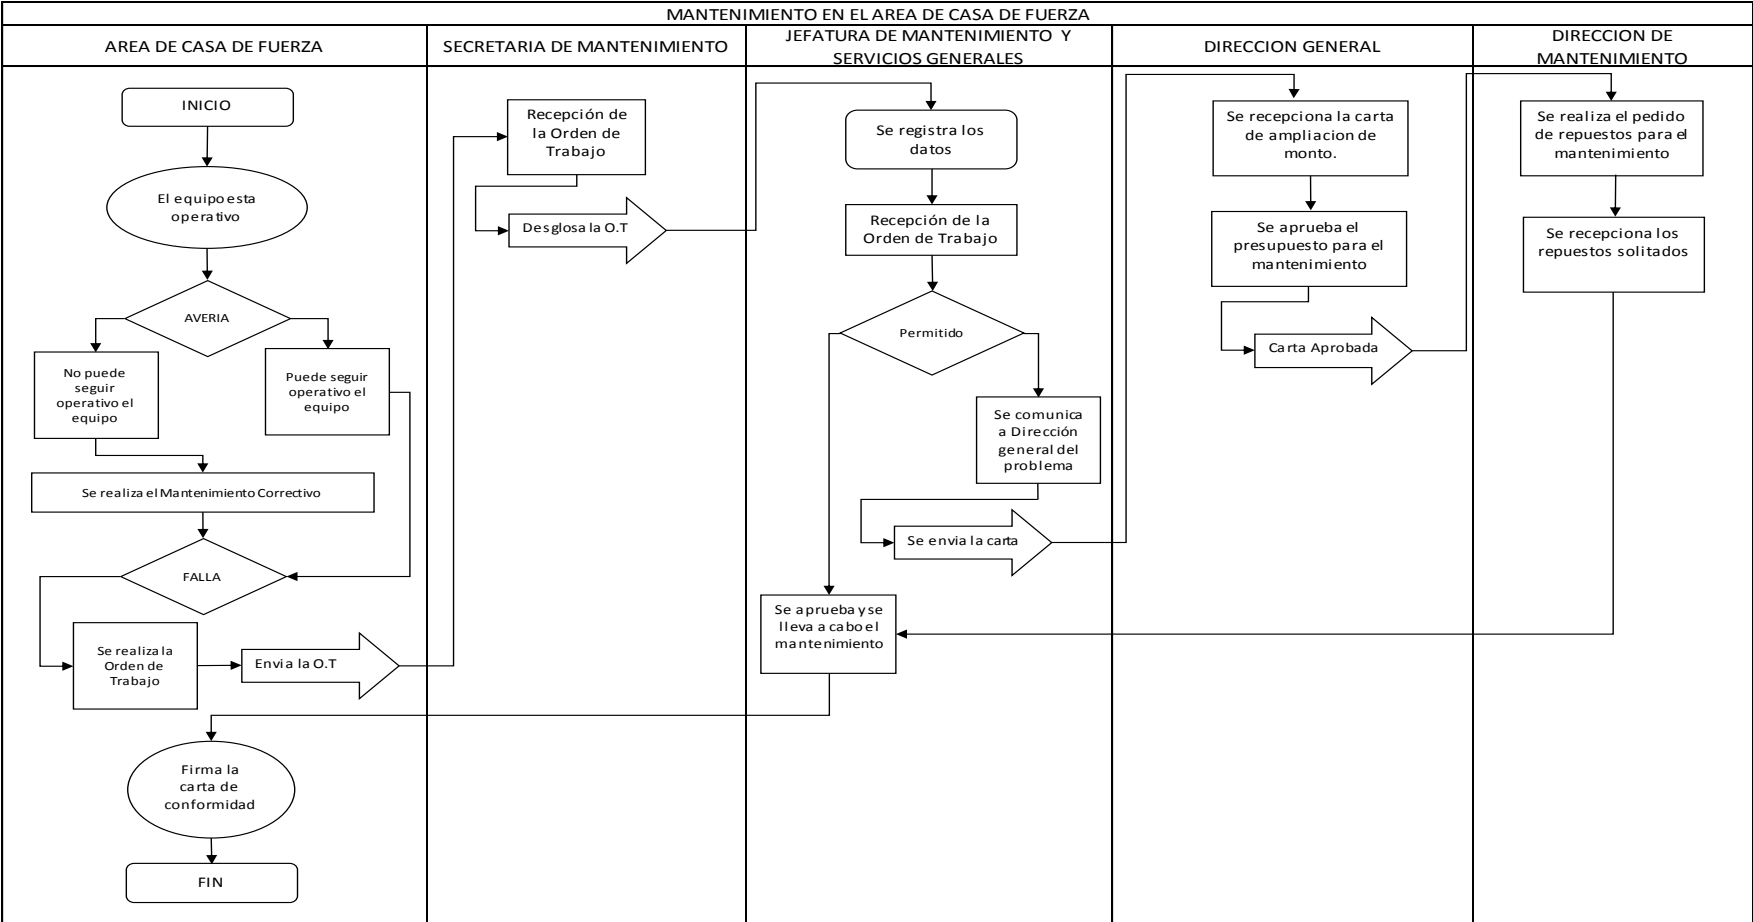 MANTENIMIENTO EN EL AREA DE CASA DE FUERZA
AREA DE CASA DE FUERZA
SECRETARIA DE MANTENIMIENTO
JEFATURA DE MANTENIMIENTO Y
SERVICIOS GENERALES
DIRECCION GENERAL
DIRECCION DE
MANTENIMIENTO
INICIO
El equipo esta
operativo
AVERIA
No puede
seguir
operativo el
equipo
Puede seguir
operativo el
equipo
Se realiza el Mantenimiento Correctivo
FALLA
Se realiza la
Orden de
Trabajo
Envia la O.T
Firma la
carta de
conformidad
FIN
Recepción de
la Orden de
Trabajo
Desglosa la O.T
Se registra los
datos
Recepción de la
Orden de Trabajo
Permitido
Se comunica
a Dirección
general del
problema
Se envia la carta
Se aprueba y se
lleva a cabo el
mantenimiento
Se recepciona la carta
de ampliacion de
monto.
Se aprueba el
presupuesto para el
mantenimiento
Carta Aprobada
Se realiza el pedido
de repuestos para el
mantenimiento
Se recepciona los
repuestos solitados